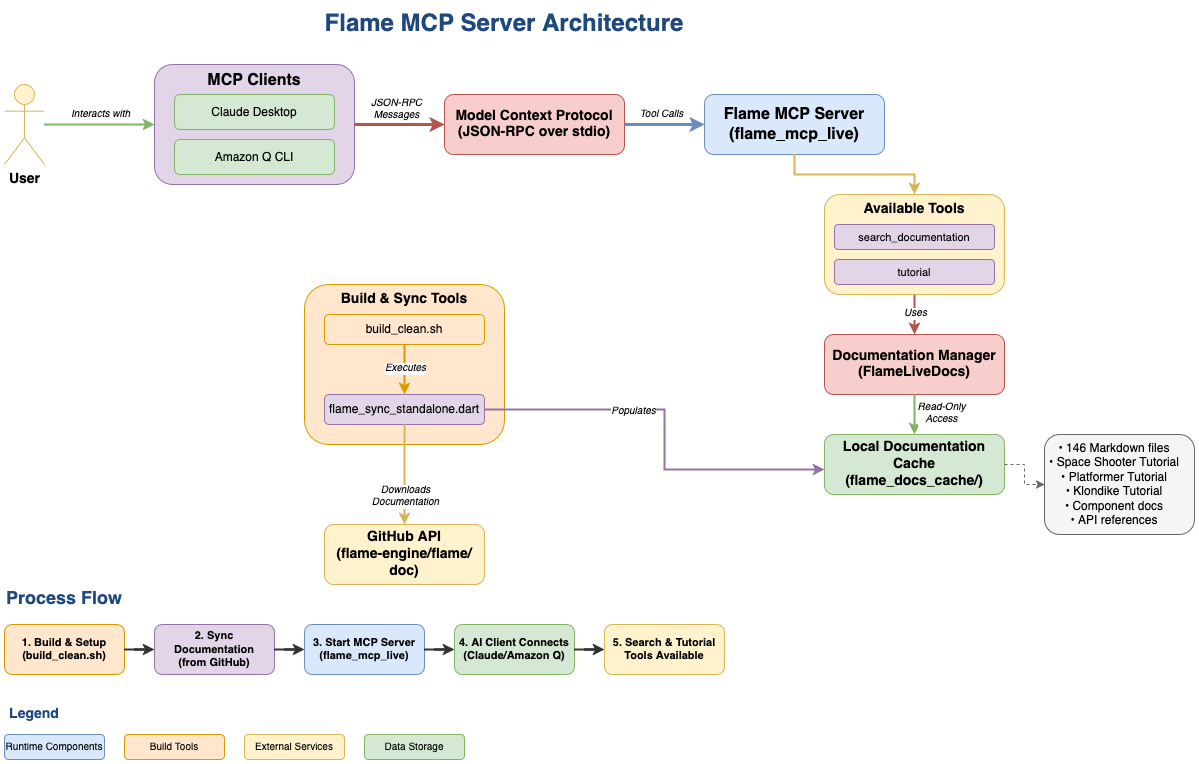 Flame MCP Server Architecture
MCP Clients
Claude Desktop
Amazon Q CLI
Interacts with
User
JSON-RPC
Messages
Model Context Protocol
(JSON-RPC over stdio)
Tool Calls
Flame MCP Server
(flame_mcp_live)
Available Tools
search_documentation
tutorial
Uses
Documentation Manager
(FlameLiveDocs)
Read-Only
Access
Local Documentation
Cache
(flame_docs_cache/)
• 146 Markdown files
• Space Shooter Tutorial
• Platformer Tutorial
• Klondike Tutorial
• Component docs
• API references
Build & Sync Tools
build_clean.sh
Executes
flame_sync_standalone.dart
Populates
Downloads
Documentation
GitHub API
(flame-engine/flame/
doc)
Process Flow
1. Build & Setup
(build_clean.sh)
2. Sync
Documentation
(from GitHub)
3. Start MCP Server
(flame_mcp_live)
4. AI Client Connects
(Claude/Amazon Q)
5. Search & Tutorial
Tools Available
Legend
Runtime Components
Build Tools
External Services
Data Storage